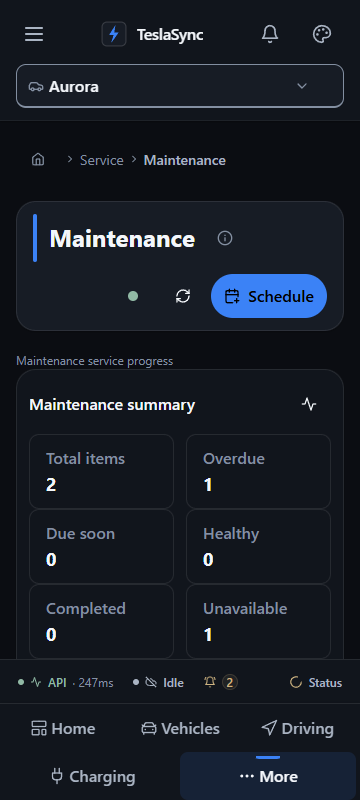 TeslaSync
Aurora
Service Maintenance
Maintenance
Schedule
Maintenance service progress
Maintenance summary
Total items Overdue
2 1
Due soon Healthy
0 0
Completed Unavailable
0 1
API · 247ms Idle 2 Status
Home Vehicles Driving
Charging More